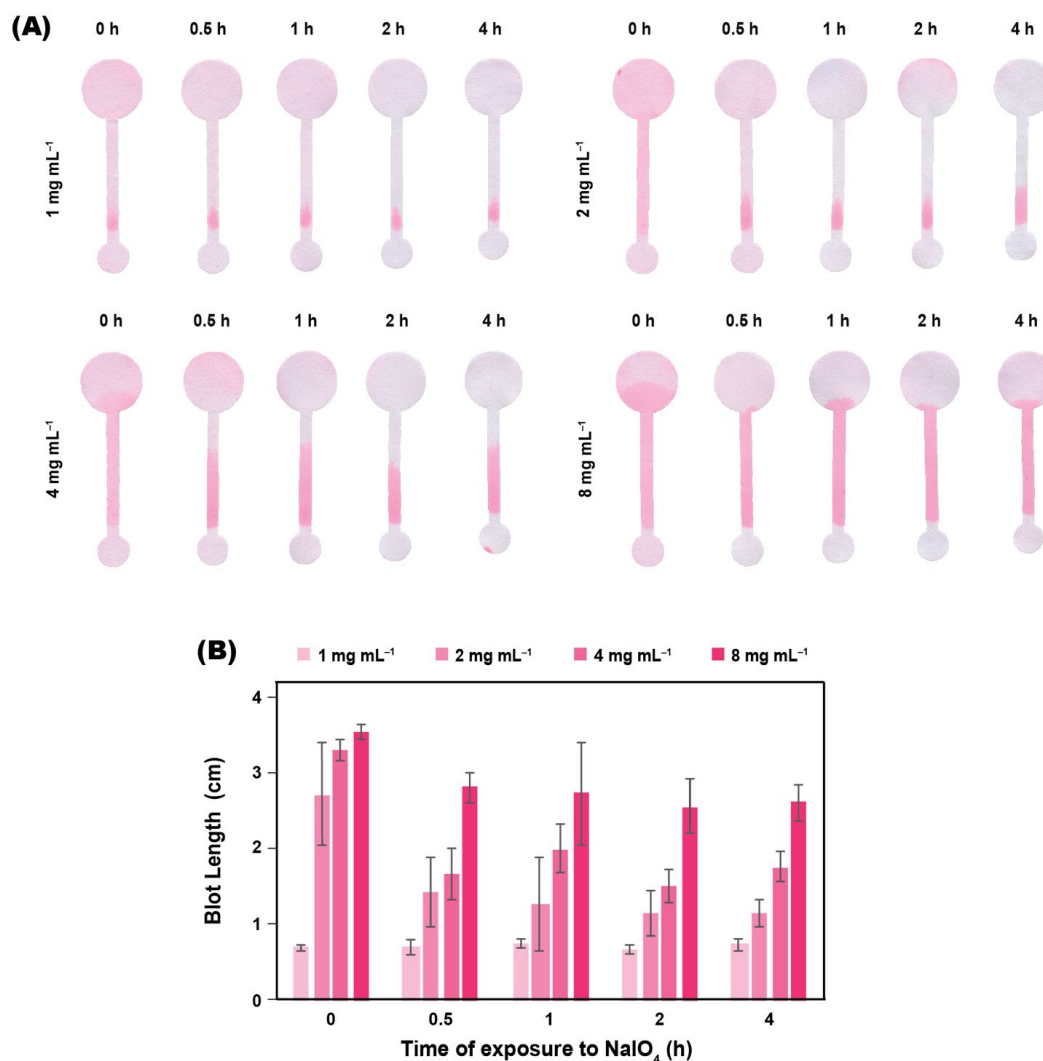 (A)
0 h 0.5 h 1 h 2 h 4 h
1 mg mL⁻¹
0 h 0.5 h 1 h 2 h 4 h
2 mg mL⁻¹
0 h 0.5 h 1 h 2 h 4 h
4 mg mL⁻¹
0 h 0.5 h 1 h 2 h 4 h
8 mg mL⁻¹
(B)
1 mg mL⁻¹ 2 mg mL⁻¹ 4 mg mL⁻¹ 8 mg mL⁻¹
Blot Length (cm)
4
3
2
1
0
0 0.5 1 2 4
Time of exposure to NaIO₄ (h)